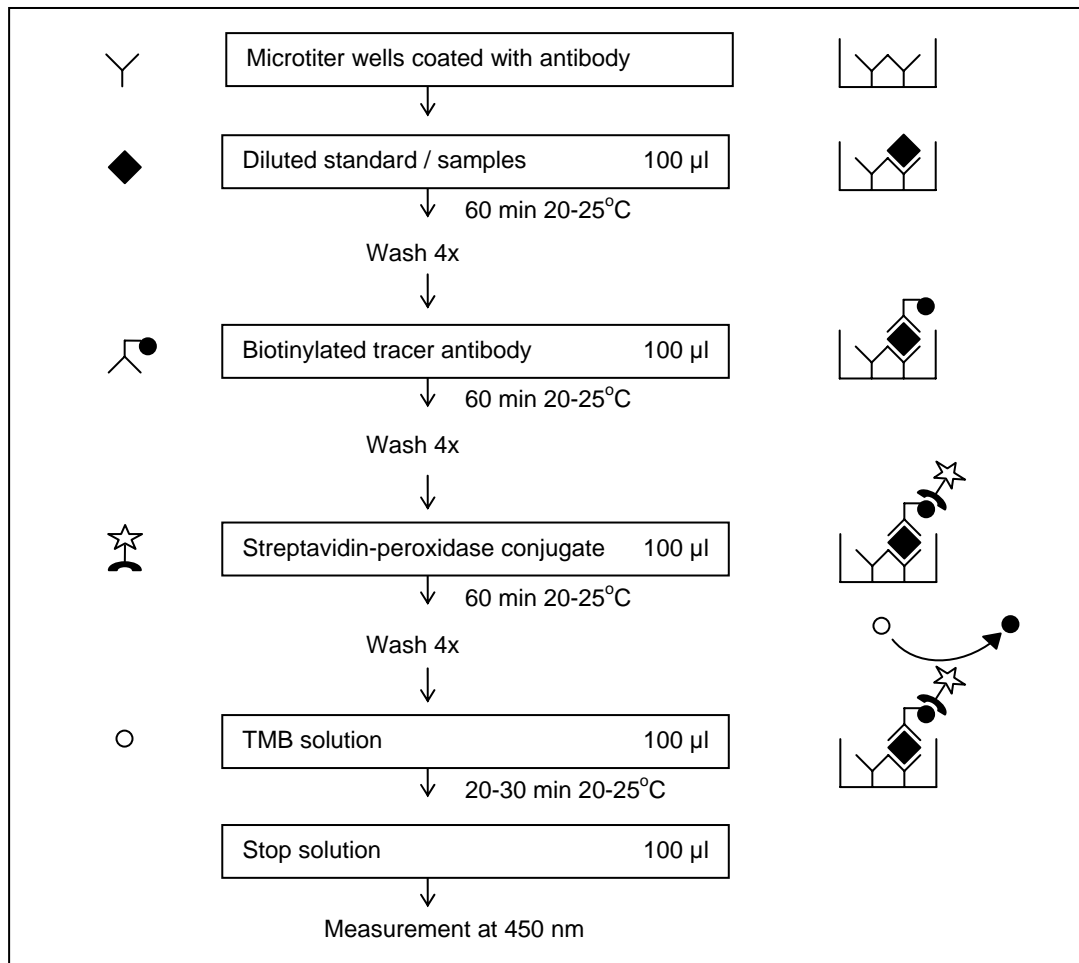 Microtiter wells coated with antibody
Diluted standard / samples 100 µl
60 min 20-25°C
Wash 4x
Biotinylated tracer antibody 100 µl
60 min 20-25°C
Wash 4x
Streptavidin-peroxidase conjugate 100 µl
60 min 20-25°C
Wash 4x
TMB solution 100 µl
20-30 min 20-25°C
Stop solution 100 µl
Measurement at 450 nm